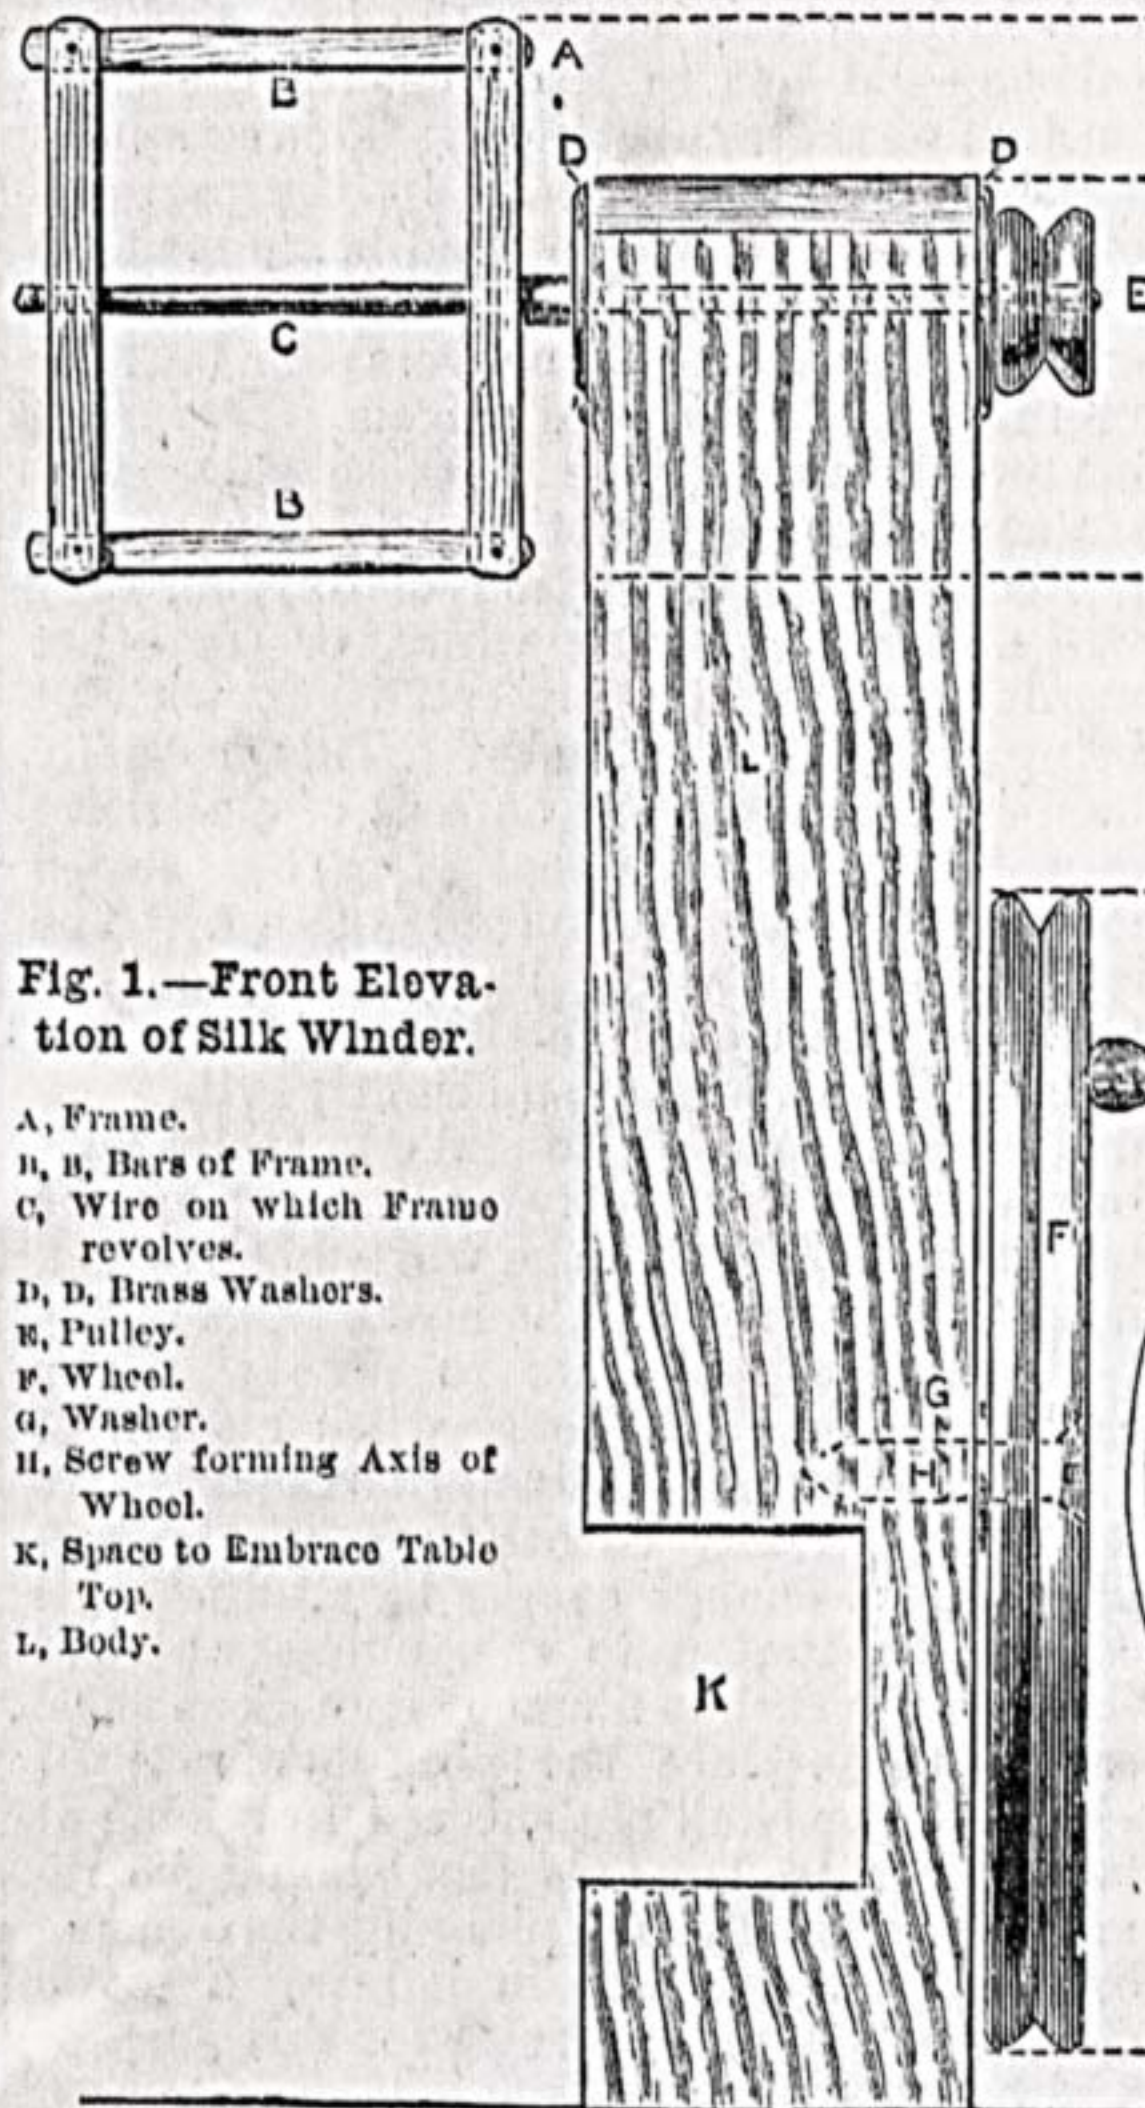 A
B
D
D
E
C
B
L
Fig. 1.—Front Eleva-
tion of Silk Winder.
A, Frame.
B, B, Bars of Frame.
C, Wire on which Frame
revolves.
D, D, Brass Washers.
E, Pulley.
F, Wheel.
G, Washer.
H, Screw forming Axis of
Wheel.
K, Space to Embrace Table
Top.
L, Body.
F
G
H
K